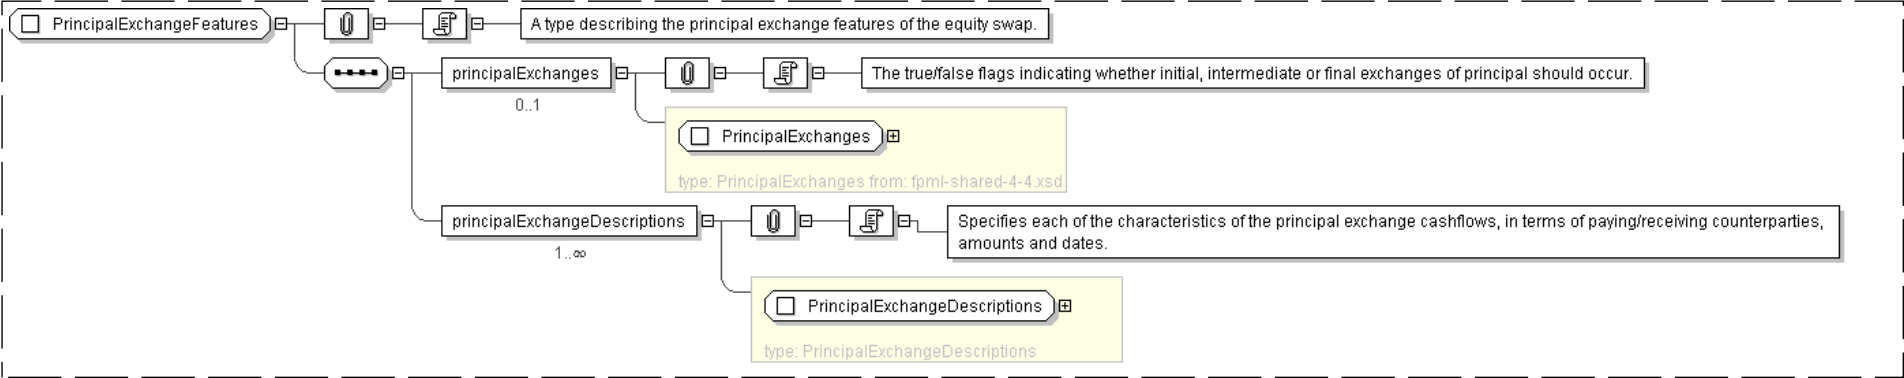 PrincipalExchangeFeatures
A type describing the principal exchange features of the equity swap.
principalExchanges
The true/false flags indicating whether initial, intermediate or final exchanges of principal should occur.
0..1
PrincipalExchanges
type: PrincipalExchanges from: fpml-shared-4-4.xsd
principalExchangeDescriptions
Specifies each of the characteristics of the principal exchange cashflows, in terms of paying/receiving counterparties,
amounts and dates.
1..∞
PrincipalExchangeDescriptions
type: PrincipalExchangeDescriptions